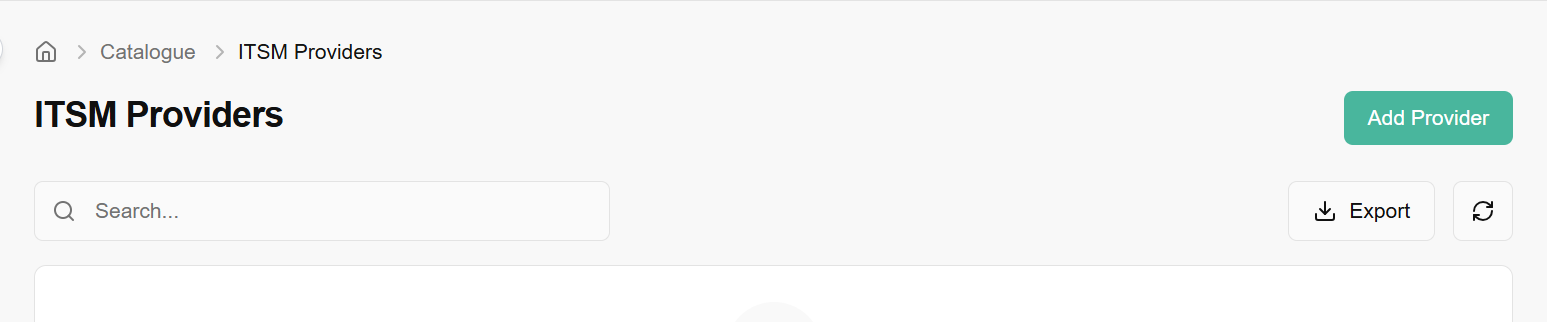 Catalogue ITSM Providers
ITSM Providers
Add Provider
Search...
Export